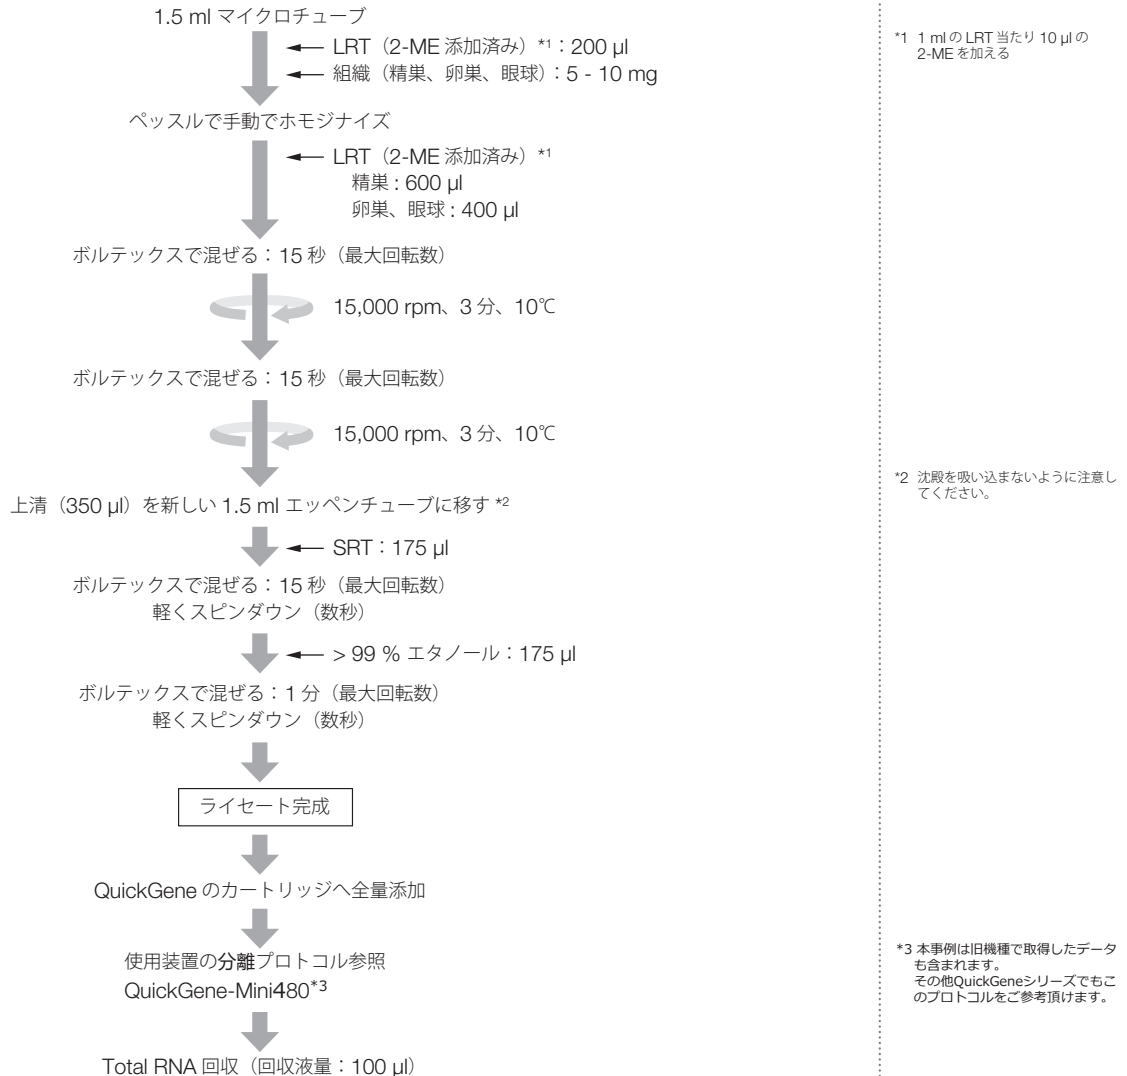 1.5 ml マイクロチューブ
LRT（2-ME 添加済み）*1：200 µl
組織（精巣、卵巣、眼球）：5 - 10 mg
*1 1 ml の LRT 当たり 10 µl の
2-ME を加える
ペッスルで手動でホモジナイズ
LRT（2-ME 添加済み）*1
精巣 : 600 µl
卵巣、眼球 : 400 µl
ボルテックスで混ぜる：15 秒（最大回転数）
15,000 rpm、3 分、10℃
ボルテックスで混ぜる：15 秒（最大回転数）
15,000 rpm、3 分、10℃
上清（350 µl）を新しい 1.5 ml エッペンチューブに移す *2
*2 沈殿を吸い込まないように注意し
てください。
SRT：175 µl
ボルテックスで混ぜる：15 秒（最大回転数）
軽くスピンダウン（数秒）
> 99 % エタノール：175 µl
ボルテックスで混ぜる：1 分（最大回転数）
軽くスピンダウン（数秒）
ライセート完成
QuickGene のカートリッジへ全量添加
使用装置の分離プロトコル参照
QuickGene-Mini480*3
*3 本事例は旧機種で取得したデータ
も含まれます。
その他QuickGeneシリーズでもこ
のプロトコルをご参考頂けます。
Total RNA 回収（回収液量：100 µl）